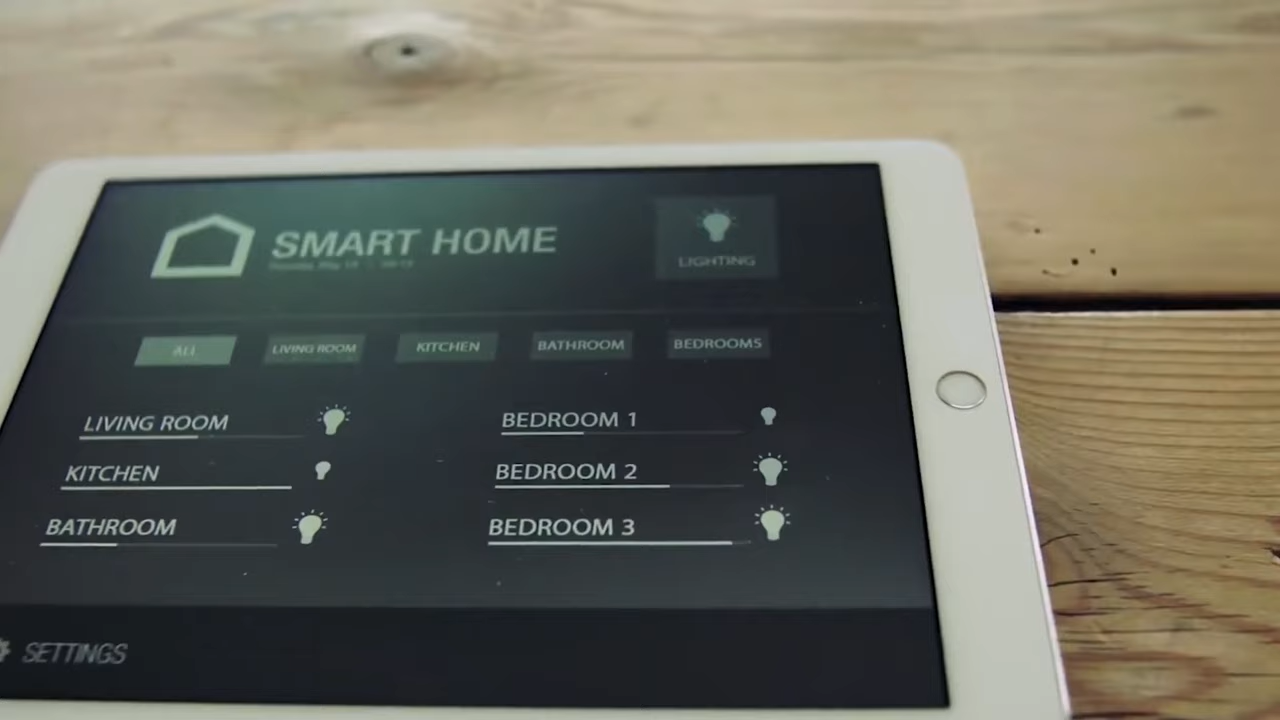 SMART HOME
LIGHTING
ALL
LIVING ROOM
KITCHEN
BATHROOM
BEDROOMS
LIVING ROOM
KITCHEN
BATHROOM
BEDROOM 1
BEDROOM 2
BEDROOM 3
SETTINGS